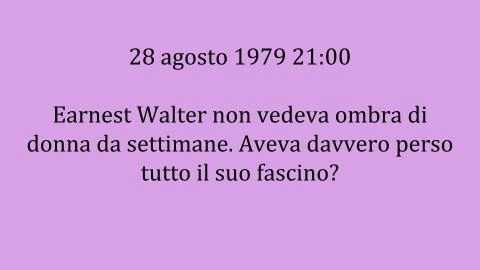 28 agosto 1979 21:00
Earnest Walter non vedeva ombra di
donna da settimane. Aveva davvero perso
tutto il suo fascino?